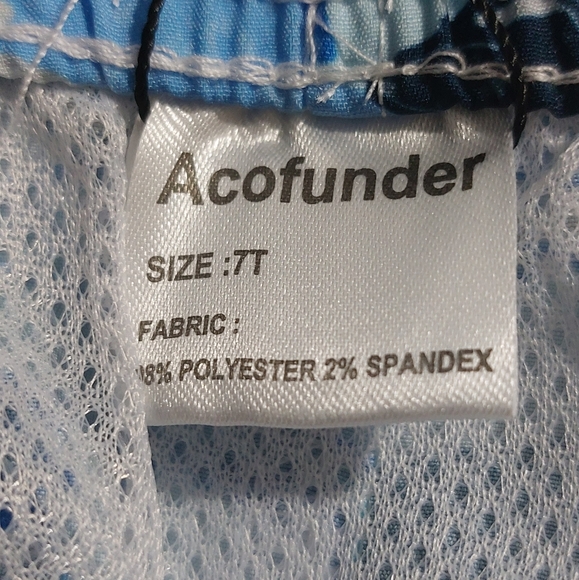 Acofunder
SIZE :7T
FABRIC :
98% POLYESTER 2% SPANDEX